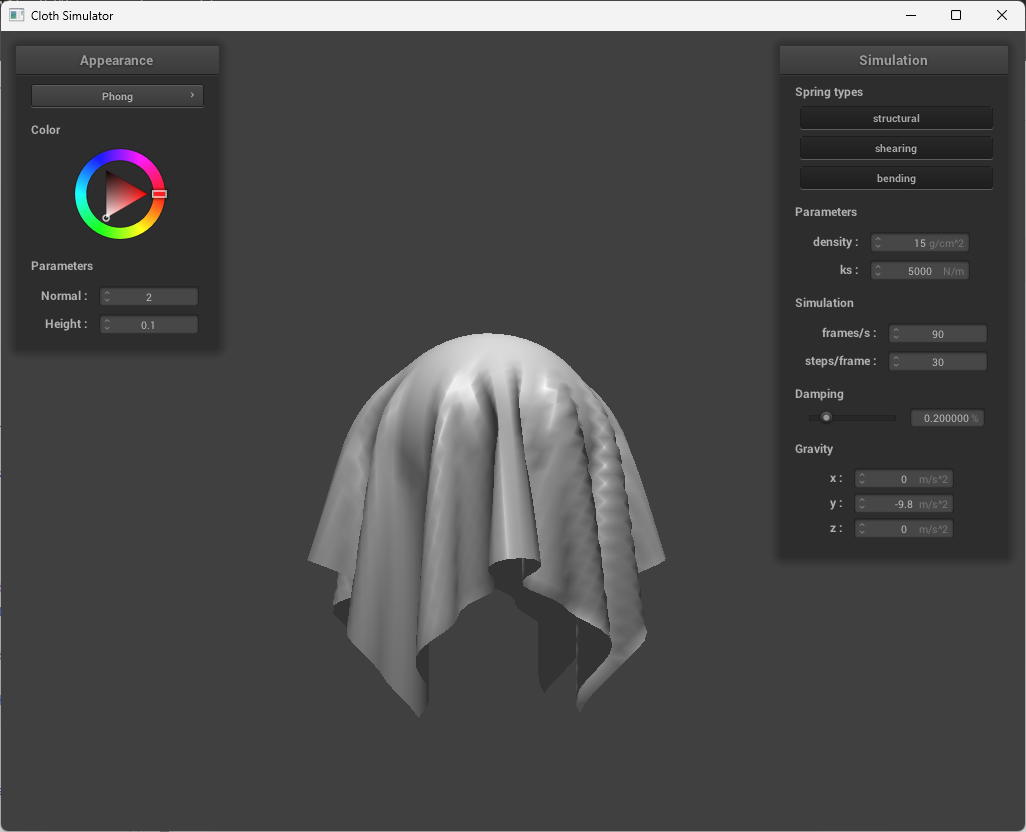 Cloth Simulator
Appearance
Phong
Color
Parameters
Normal : 2
Height : 0.1
Simulation
Spring types
structural
shearing
bending
Parameters
density : 15 g/cm^2
ks : 5000 N/m
Simulation
frames/s : 90
steps/frame : 30
Damping
0.200000 %
Gravity
x : 0 m/s^2
y : -9.8 m/s^2
z : 0 m/s^2